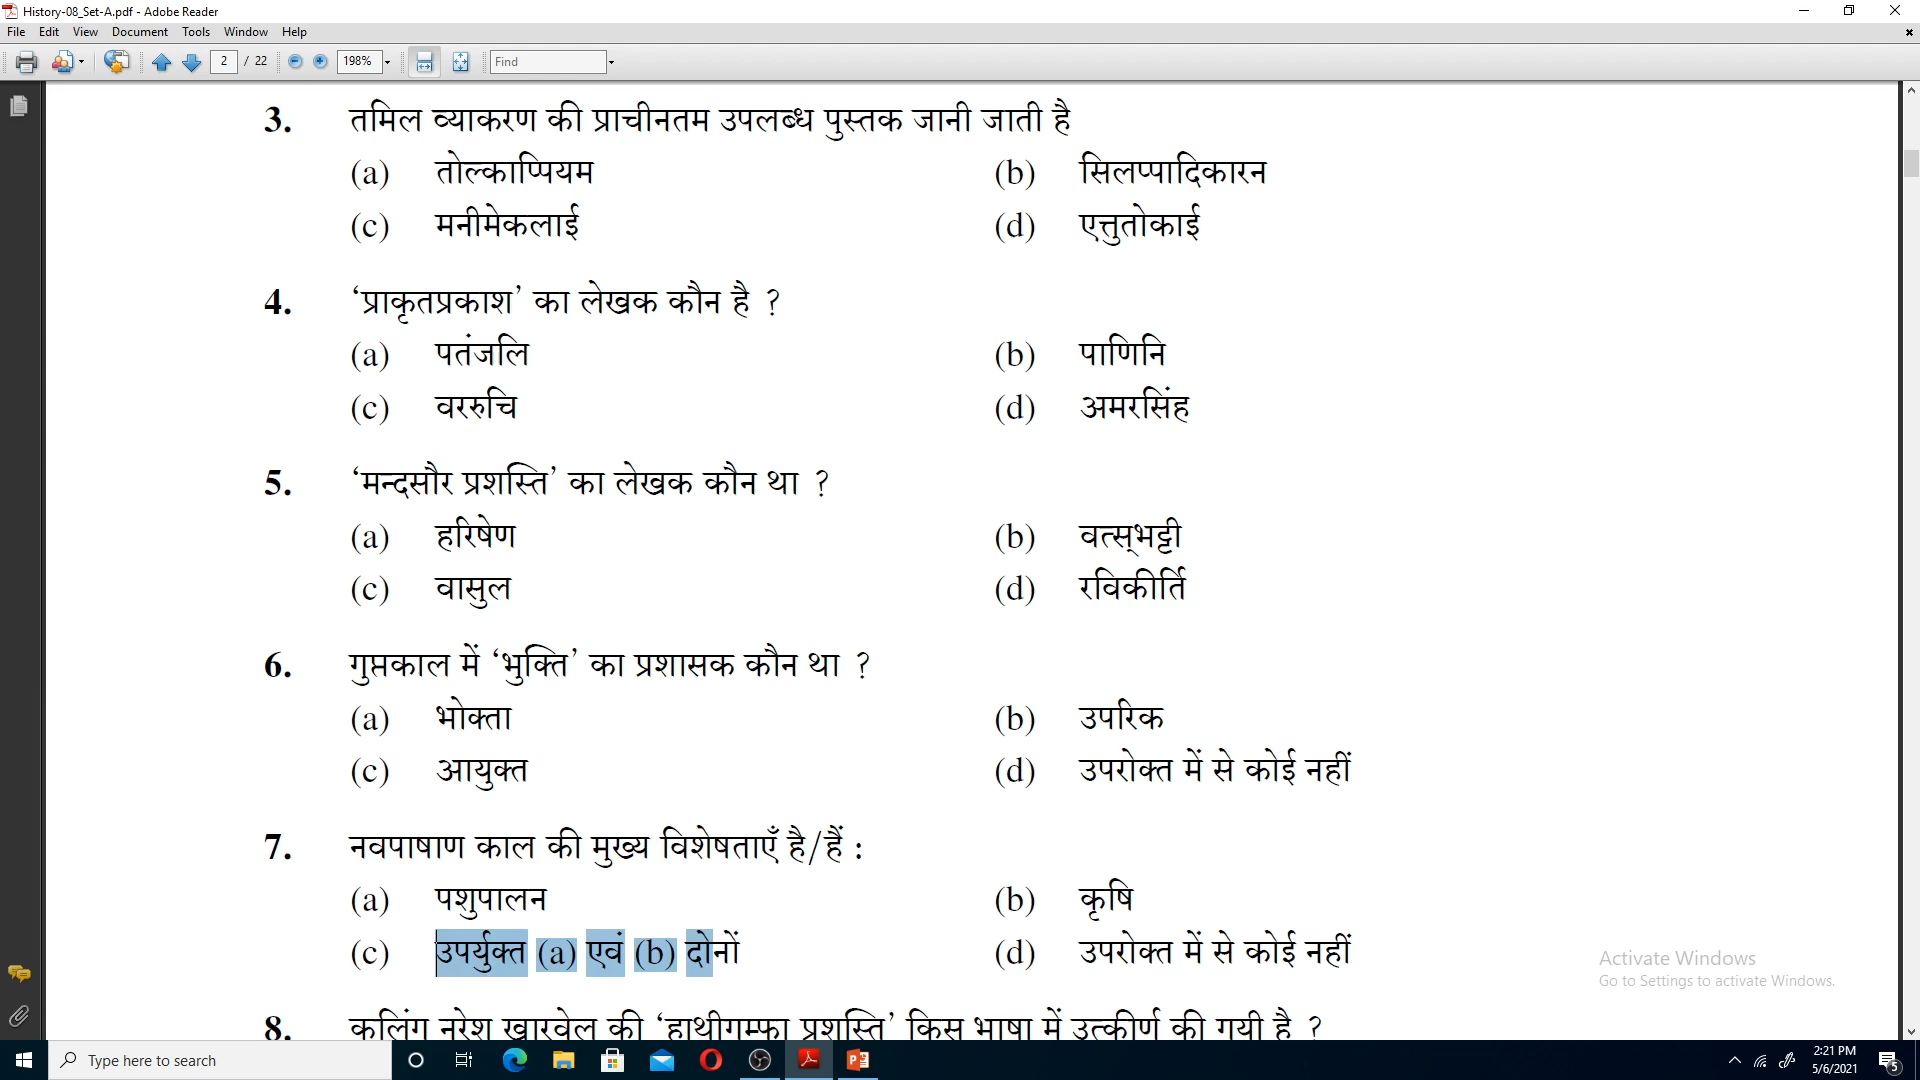 History-08_Set-A.pdf - Adobe Reader
File Edit View Document Tools Window Help
2 / 22 198% Find
3. तमिल व्याकरण की प्राचीनतम उपलब्ध पुस्तक जानी जाती है
(a) तोल्काप्पियम (b) सिलप्पादिकारन
(c) मनीमेकलाई (d) एत्तुतोकाई
4. ‘प्राकृतप्रकाश’ का लेखक कौन है ?
(a) पतंजलि (b) पाणिनि
(c) वररुचि (d) अमरसिंह
5. ‘मन्दसौर प्रशस्ति’ का लेखक कौन था ?
(a) हरिषेण (b) वत्स्‌भट्टी
(c) वासुल (d) रविकीर्ति
6. गुप्तकाल में ‘भुक्ति’ का प्रशासक कौन था ?
(a) भोक्ता (b) उपरिक
(c) आयुक्त (d) उपरोक्त में से कोई नहीं
7. नवपाषाण काल की मुख्य विशेषताएँ है/हैं :
(a) पशुपालन (b) कृषि
(c) उपर्युक्त (a) एवं (b) दोनों (d) उपरोक्त में से कोई नहीं
Activate Windows
Go to Settings to activate Windows.
8. कलिंग नरेश खारवेल की ‘हाथीगुम्फा प्रशस्ति’ किस भाषा में उत्कीर्ण की गयी है ?
Type here to search
2:21 PM
5/6/2021
5